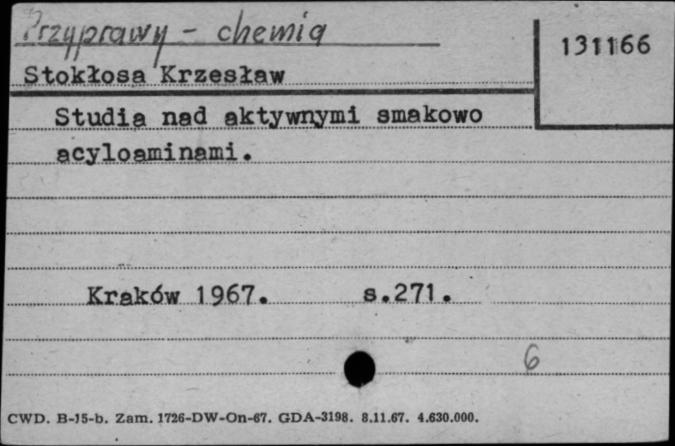 Przyprawy - chemia
131166
Stokłosa Krzesław
Studia nad aktywnymi smakowo
acyloaminami.
Kraków 1967. s.271.
6
CWD. B-15-b. Zam. 1726-DW-On-67. GDA-3198. 8.11.67. 4.630.000.